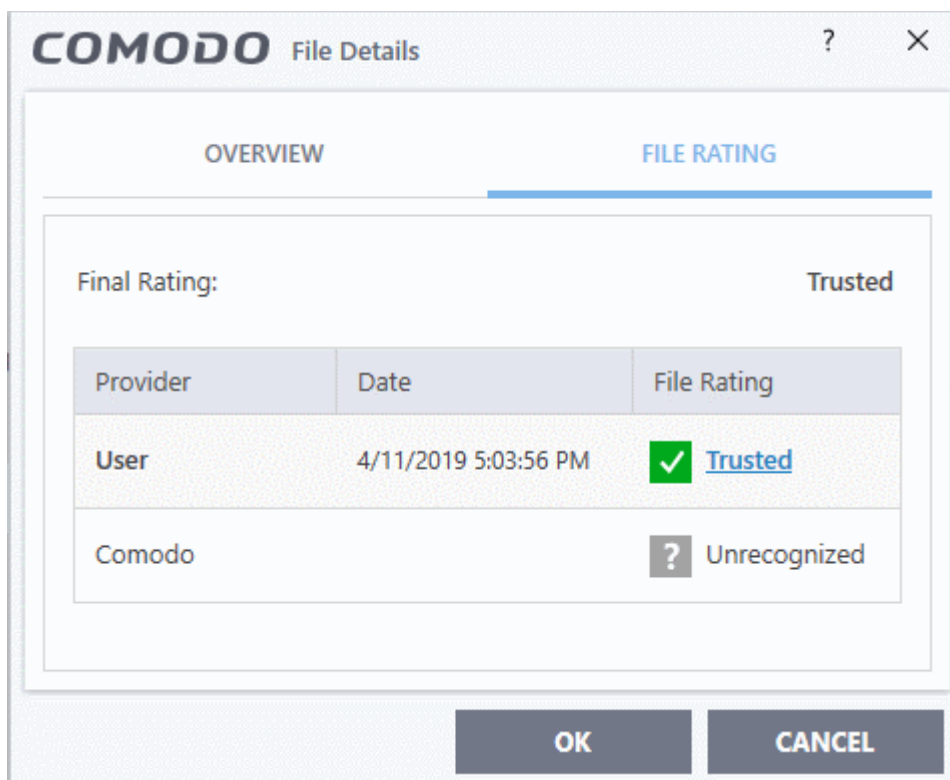 COMODO File Details ?
OVERVIEW FILE RATING
Final Rating: Trusted
Provider Date File Rating
User 4/11/2019 5:03:56 PM Trusted
Comodo ? Unrecognized
OK CANCEL